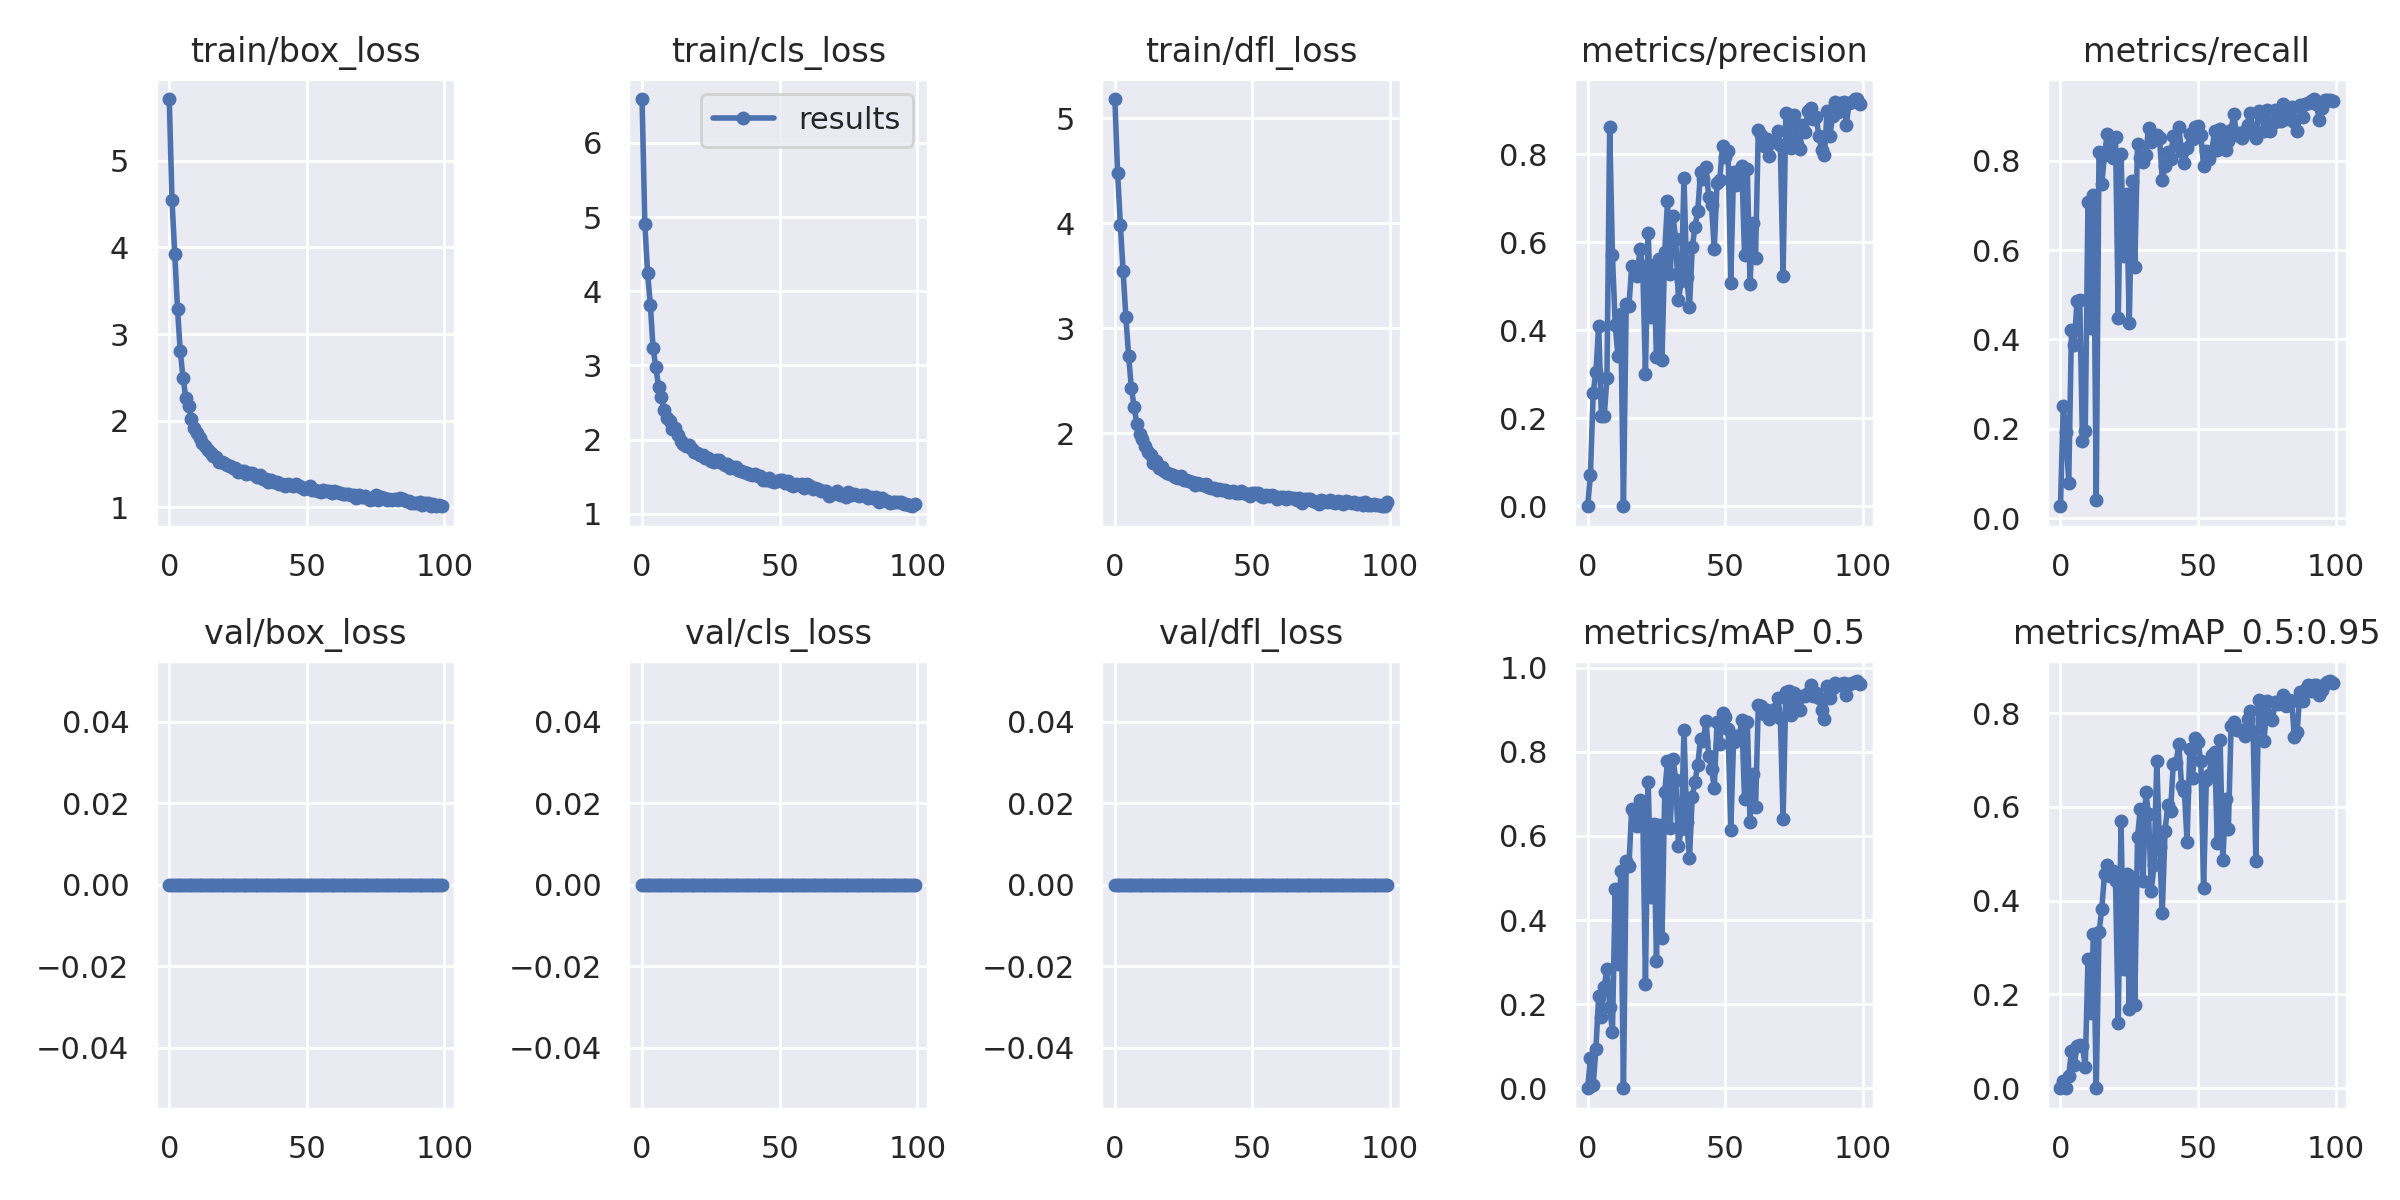 train/box_loss
5
4
3
2
1
0 50 100
train/cls_loss
results
6
5
4
3
2
1
0 50 100
train/dfl_loss
5
4
3
2
0 50 100
metrics/precision
0.8
0.6
0.4
0.2
0.0
0 50 100
metrics/recall
0.8
0.6
0.4
0.2
0.0
0 50 100
val/box_loss
0.04
0.02
0.00
−0.02
−0.04
0 50 100
val/cls_loss
0.04
0.02
0.00
−0.02
−0.04
0 50 100
val/dfl_loss
0.04
0.02
0.00
−0.02
−0.04
0 50 100
metrics/mAP_0.5
1.0
0.8
0.6
0.4
0.2
0.0
0 50 100
metrics/mAP_0.5:0.95
0.8
0.6
0.4
0.2
0.0
0 50 100